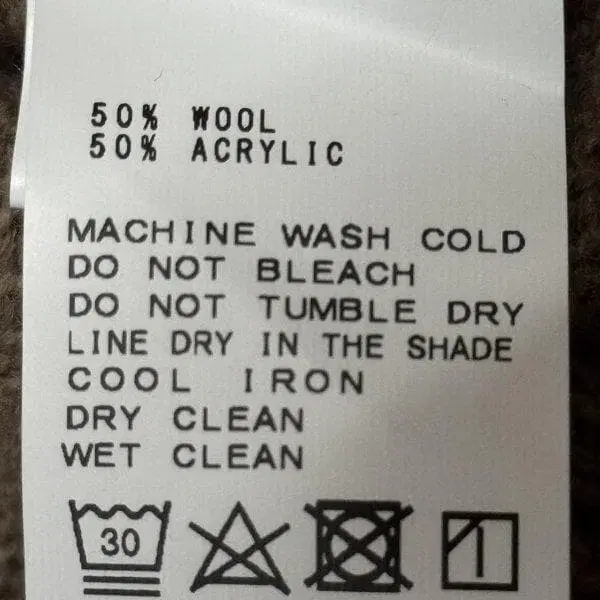 50% WOOL
50% ACRYLIC
MACHINE WASH COLD
DO NOT BLEACH
DO NOT TUMBLE DRY
LINE DRY IN THE SHADE
COOL IRON
DRY CLEAN
WET CLEAN
30